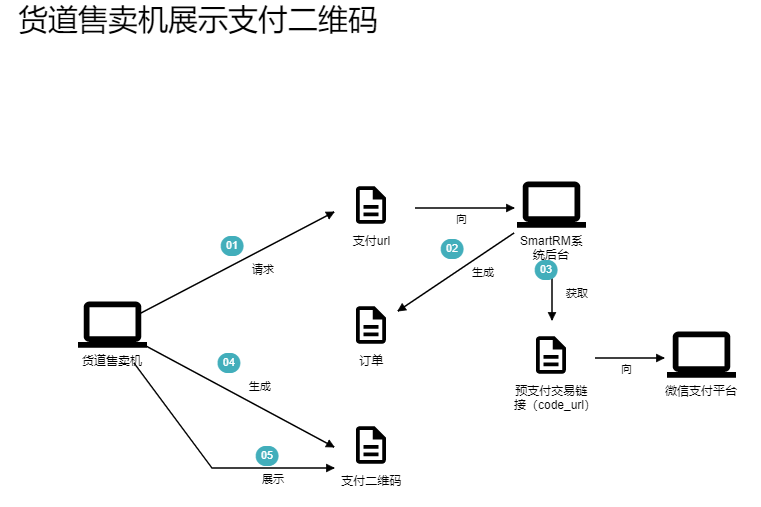 货道售卖机展示支付二维码
支付url
向
SmartRM系
统后台
01
请求
02
生成
03
获取
货道售卖机
订单
04
生成
预支付交易链
接（code_url）
向
微信支付平台
05
展示
支付二维码